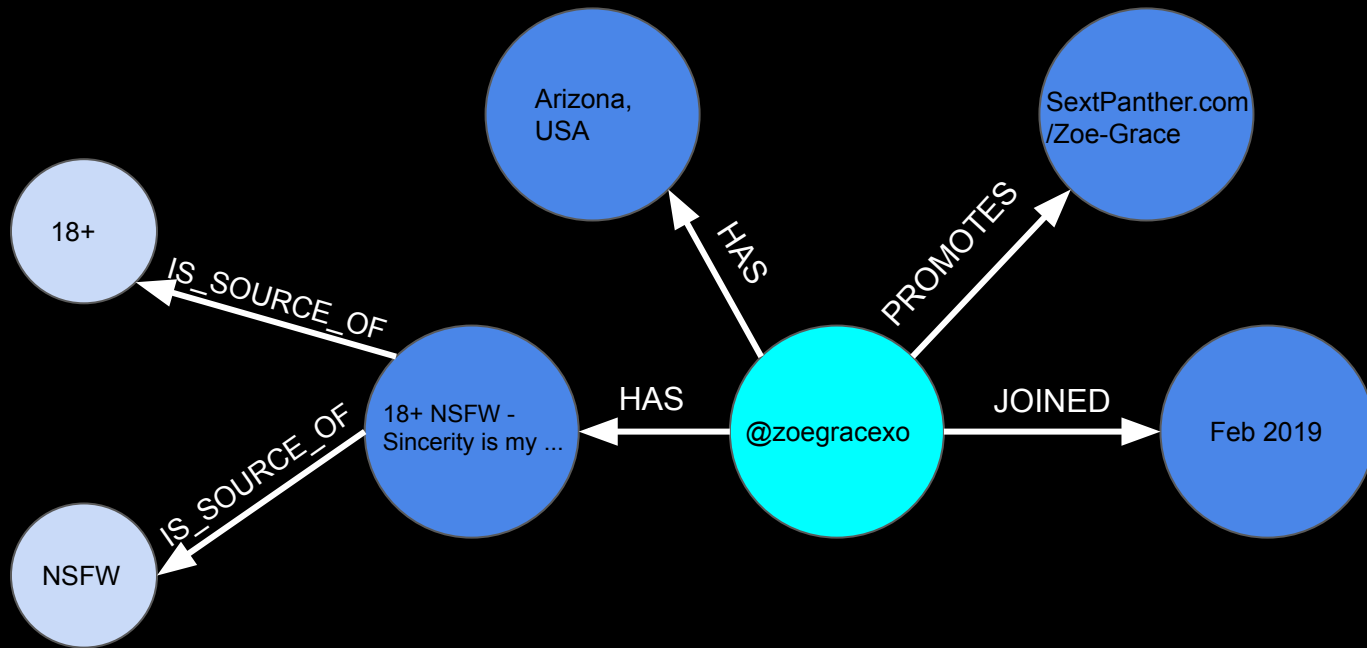 Arizona,
USA
SextPanther.com
/Zoe-Grace
18+
IS_SOURCE_OF
HAS
PROMOTES
18+ NSFW -
Sincerity is my ...
HAS
@zoegracexo
JOINED
Feb 2019
IS_SOURCE_OF
NSFW